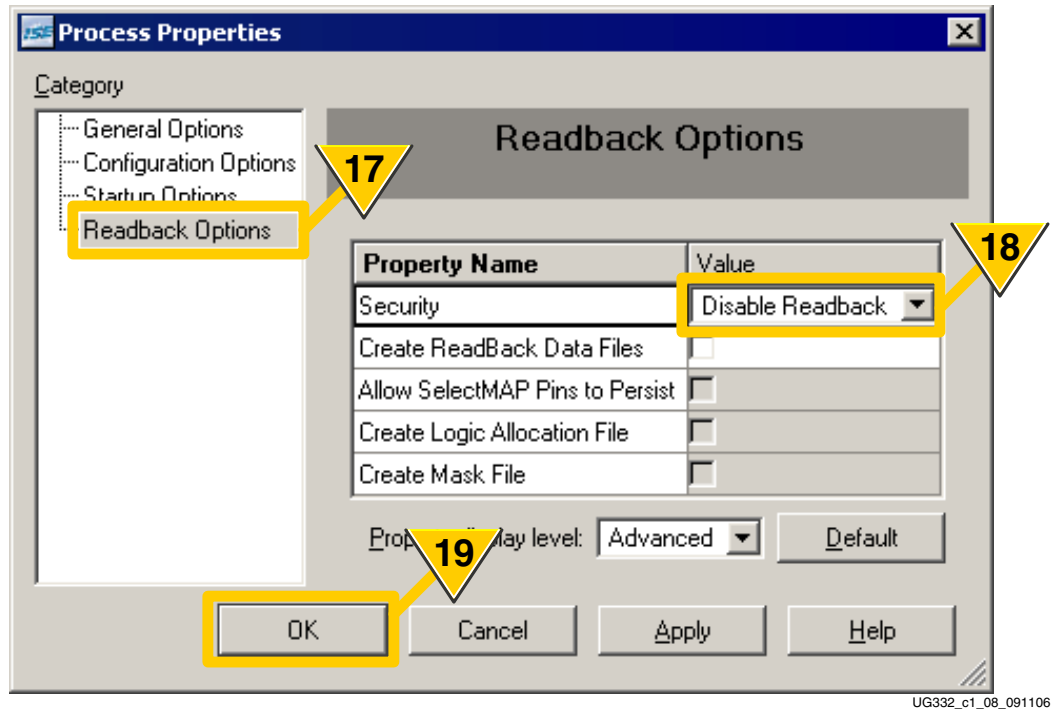 ISE Process Properties
Category
General Options
Configuration Options
Startup Options
Readback Options
17
Readback Options
18
Property Name Value
Security Disable Readback
Create ReadBack Data Files
Allow SelectMAP Pins to Persist
Create Logic Allocation File
Create Mask File
level: Advanced Default
19
OK Cancel Apply Help
UG332_c1_08_091106